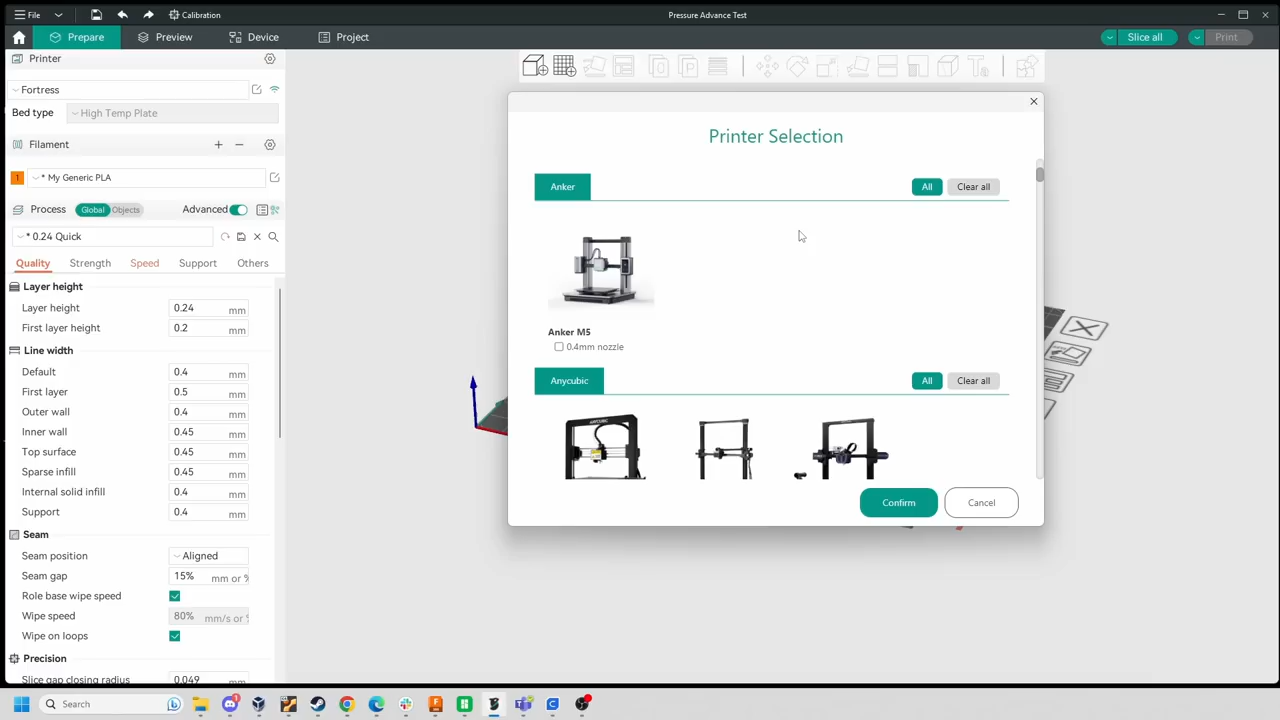 File
Calibration
Pressure Advance Test
Prepare
Preview
Device
Project
Slice all
Print
Printer
Fortress
Bed type
High Temp Plate
Filament
1
* My Generic PLA
Process
Global
Objects
Advanced
* 0.24 Quick
Quality
Strength
Speed
Support
Others
Layer height
Layer height 0.24 mm
First layer height 0.2 mm
Line width
Default 0.4 mm
First layer 0.5 mm
Outer wall 0.4 mm
Inner wall 0.45 mm
Top surface 0.45 mm
Sparse infill 0.45 mm
Internal solid infill 0.4 mm
Support 0.4 mm
Seam
Seam position Aligned
Seam gap 15% mm or %
Role base wipe speed
Wipe speed 80% mm/s or %
Wipe on loops
Precision
Slice gap closing radius 0.049 mm
Printer Selection
Anker
All
Clear all
Anker M5
0.4mm nozzle
Anycubic
All
Clear all
Confirm
Cancel
Search